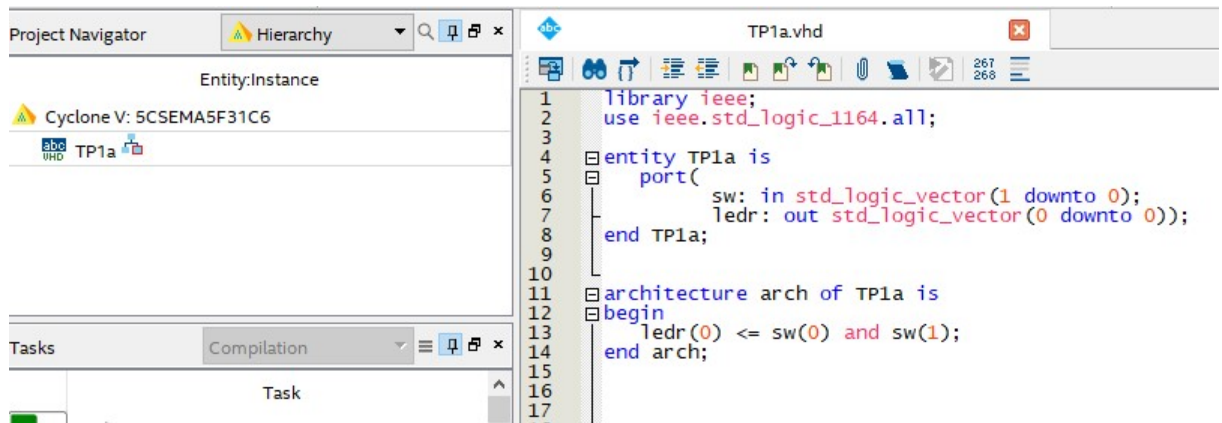 Project Navigator
Hierarchy
Entity:Instance
Cyclone V: 5CSEMA5F31C6
abc
VHD
TP1a
Tasks
Compilation
Task
abc
TP1a.vhd
267
268
1 library ieee;
2 use ieee.std_logic_1164.all;
3
4 entity TP1a is
5 port(
6 sw: in std_logic_vector(1 downto 0);
7 ledr: out std_logic_vector(0 downto 0));
8 end TP1a;
9
10
11 architecture arch of TP1a is
12 begin
13 ledr(0) <= sw(0) and sw(1);
14 end arch;
15
16
17